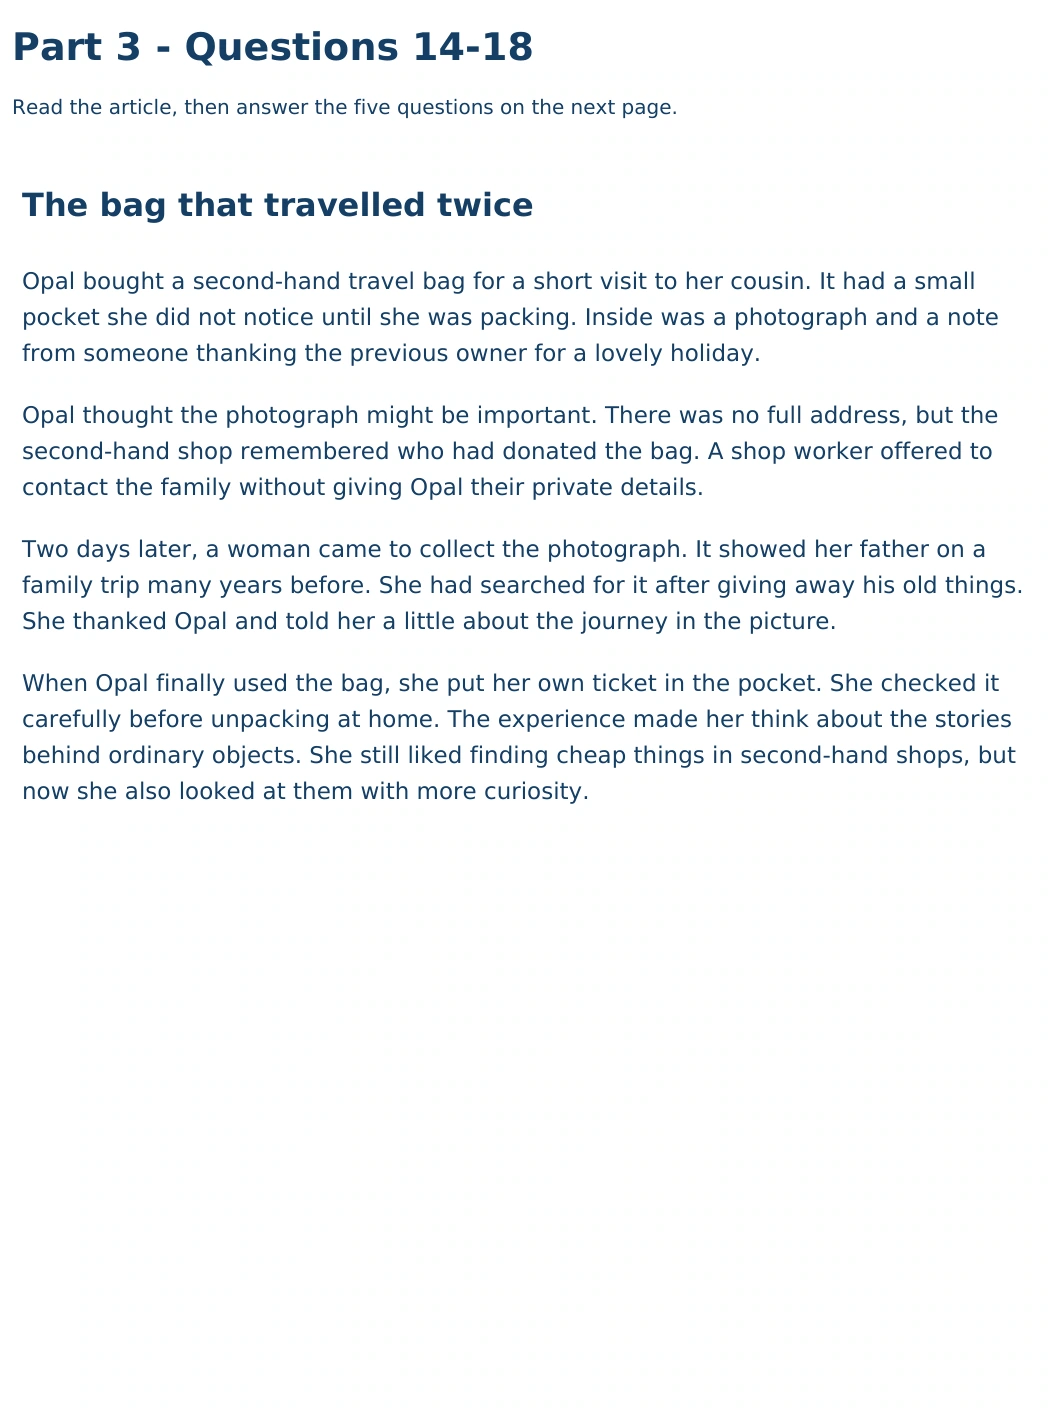 Part 3 - Questions 14-18
Read the article, then answer the five questions on the next page.
The bag that travelled twice
Opal bought a second-hand travel bag for a short visit to her cousin. It had a small
pocket she did not notice until she was packing. Inside was a photograph and a note
from someone thanking the previous owner for a lovely holiday.
Opal thought the photograph might be important. There was no full address, but the
second-hand shop remembered who had donated the bag. A shop worker offered to
contact the family without giving Opal their private details.
Two days later, a woman came to collect the photograph. It showed her father on a
family trip many years before. She had searched for it after giving away his old things.
She thanked Opal and told her a little about the journey in the picture.
When Opal finally used the bag, she put her own ticket in the pocket. She checked it
carefully before unpacking at home. The experience made her think about the stories
behind ordinary objects. She still liked finding cheap things in second-hand shops, but
now she also looked at them with more curiosity.